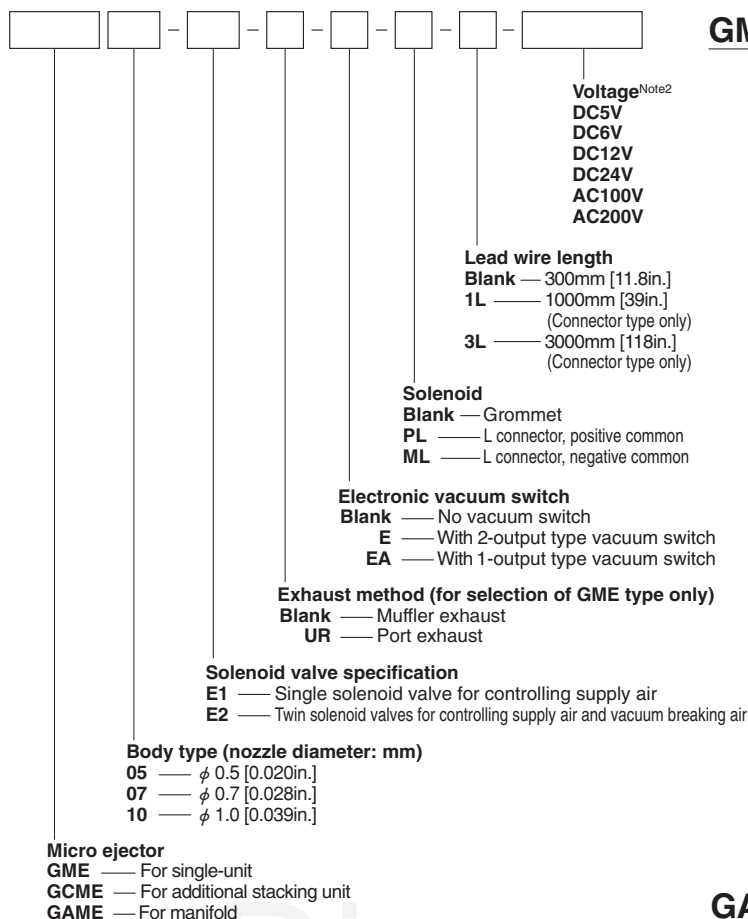 GM
Voltage Note2
DC5V
DC6V
DC12V
DC24V
AC100V
AC200V
Lead wire length
Blank — 300mm [11.8in.]
1L — 1000mm [39in.]
(Connector type only)
3L — 3000mm [118in.]
(Connector type only)
Solenoid
Blank — Grommet
PL — L connector, positive common
ML — L connector, negative common
Electronic vacuum switch
Blank — No vacuum switch
E — With 2-output type vacuum switch
EA — With 1-output type vacuum switch
Exhaust method (for selection of GME type only)
Blank — Muffler exhaust
UR — Port exhaust
Solenoid valve specification
E1 — Single solenoid valve for controlling supply air
E2 — Twin solenoid valves for controlling supply air and vacuum breaking air
Body type (nozzle diameter: mm)
05 — φ 0.5 [0.020in.]
07 — φ 0.7 [0.028in.]
10 — φ 1.0 [0.039in.]
Micro ejector
GME — For single-unit
GCME — For additional stacking unit
GAME — For manifold
GA